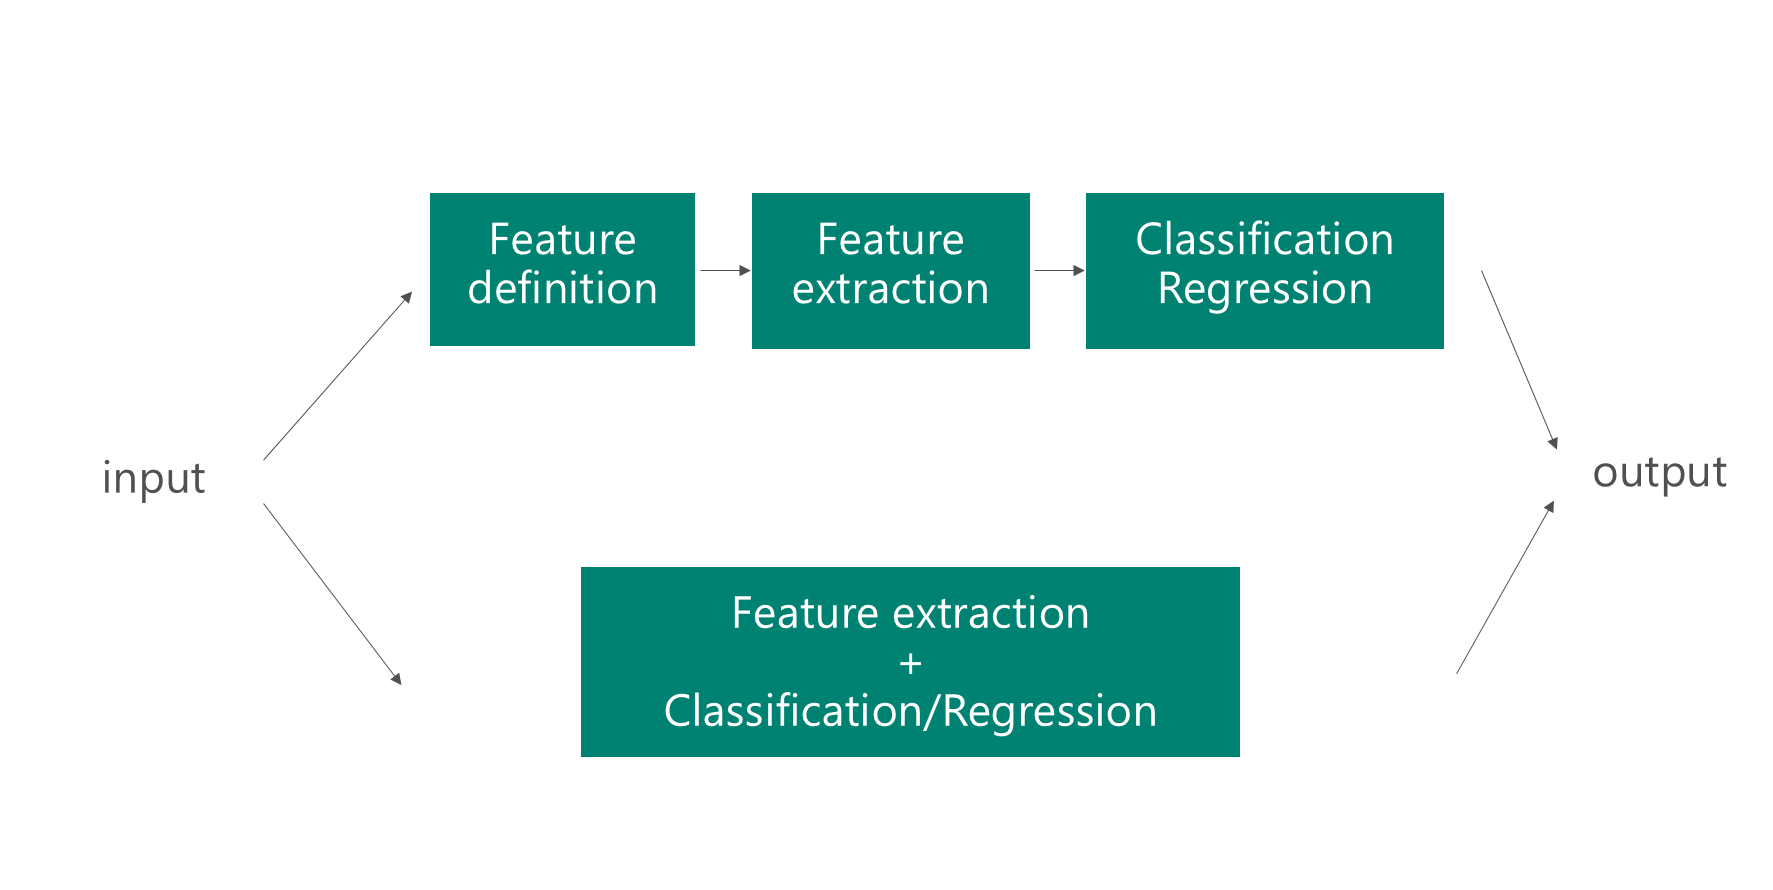 Feature
definition
Feature
extraction
Classification
Regression
input
output
Feature extraction
+
Classification/Regression